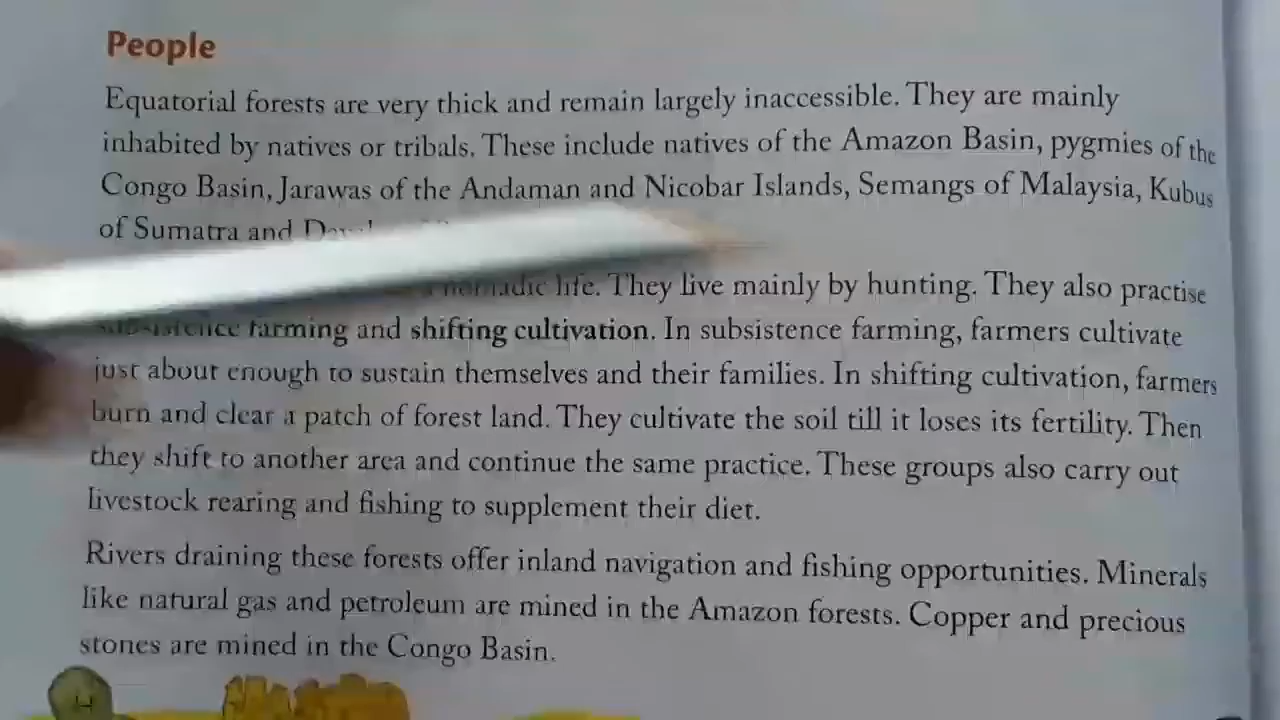 People
Equatorial forests are very thick and remain largely inaccessible. They are mainly
inhabited by natives or tribals. These include natives of the Amazon Basin, pygmies of the
Congo Basin, Jarawas of the Andaman and Nicobar Islands, Semangs of Malaysia, Kubus
of Sumatra and
nomadic life. They live mainly by hunting. They also practise
subsistence farming and shifting cultivation. In subsistence farming, farmers cultivate
just about enough to sustain themselves and their families. In shifting cultivation, farmers
burn and clear a patch of forest land. They cultivate the soil till it loses its fertility. Then
they shift to another area and continue the same practice. These groups also carry out
livestock rearing and fishing to supplement their diet.
Rivers draining these forests offer inland navigation and fishing opportunities. Minerals
like natural gas and petroleum are mined in the Amazon forests. Copper and precious
stones are mined in the Congo Basin.